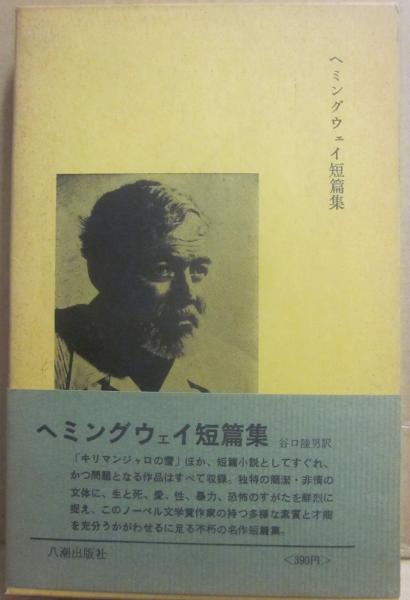 ヘミングウェイ短篇集
ヘミングウェイ短篇集 谷口陸男訳
「キリマンジャロの雪」ほか、短篇小説としてすぐれ、
かつ問題となる作品はすべて収録。独特の簡潔・非情の
文体に、生と死、愛、性、暴力、恐怖のすがたを鮮烈に
捉え、このノーベル文学賞作家の持つ多様な素質と才能
を充分うかがわせるに足る不朽の名作短篇集。
八潮出版社 <390円>